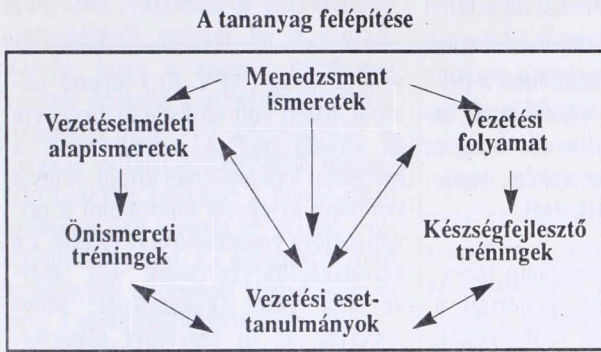 A tananyag felépítése
Menedzsment
ismeretek
Vezetéselméleti
alapismeretek
Vezetési
folyamat
Önismereti
tréningek
Készségfejlesztő
tréningek
Vezetési eset-
tanulmányok